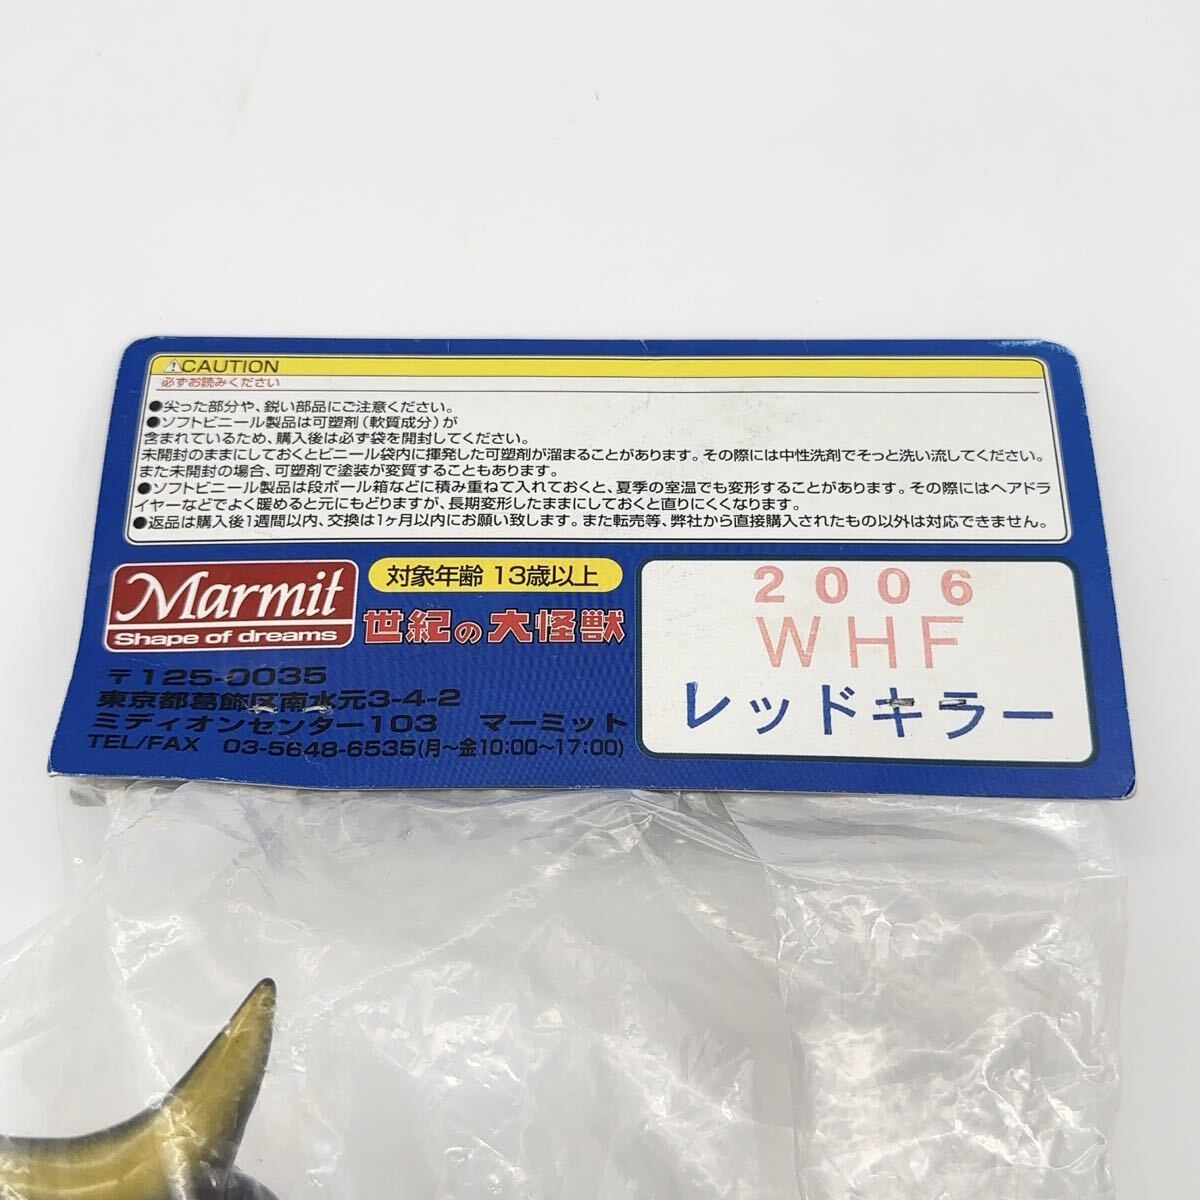 ⚠CAUTION
必ずお読みください
●尖った部分や、鋭い部品にご注意ください。
●ソフトビニール製品は可塑剤(軟質成分)が
含まれているため、購入後は必ず袋を開封してください。
未開封のままにしておくとビニール袋内に揮発した可塑剤が溜まることがあります。その際には中性洗剤でそっと洗い流してください。
また未開封の場合、可塑剤で塗装が変質することもあります。
●ソフトビニール製品は段ボール箱などに積み重ねて入れておくと、夏季の室温でも変形することがあります。その際にはヘアドラ
イヤーなどでよく暖めると元にもどりますが、長期変形したままにしておくと直りにくくなります。
●返品は購入後1週間以内、交換は1ヶ月以内にお願い致します。また転売等、弊社から直接購入されたもの以外は対応できません。
Marmit
Shape of dreams
対象年齢 13歳以上
世紀の大怪獣
〒125-0035
東京都葛飾区南水元3-4-2
ミディオンセンター103 マーミット
TEL/FAX 03-5648-6535(月〜金10:00〜17:00)
2006
WHF
レッドキラー